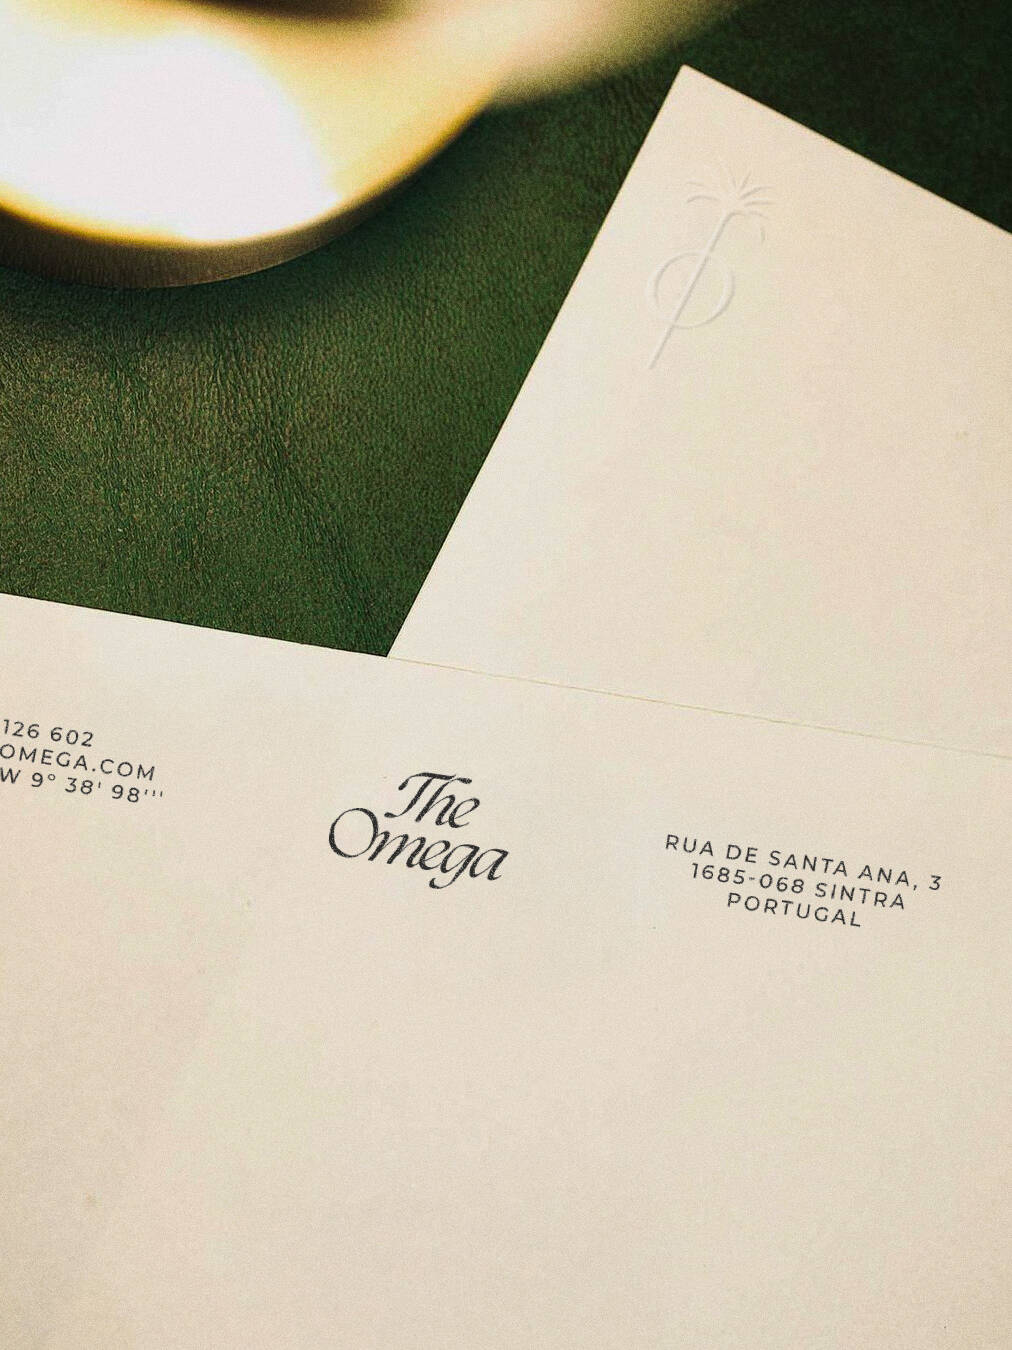 126 602
OMEGA.COM
W 9° 38' 98'''
The
Omega
RUA DE SANTA ANA, 3
1685-068 SINTRA
PORTUGAL